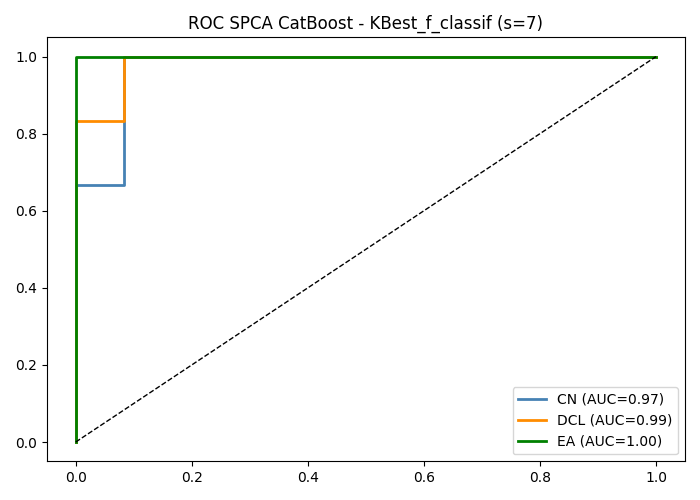 ROC SPCA CatBoost - KBest_f_classif (s=7)
1.0
0.8
0.6
0.4
0.2
0.0
CN (AUC=0.97)
DCL (AUC=0.99)
EA (AUC=1.00)
0.0 0.2 0.4 0.6 0.8 1.0